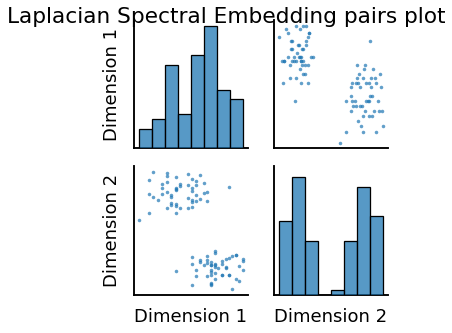 Laplacian Spectral Embedding pairs plot
Dimension 1
Dimension 2
Dimension 1
Dimension 2